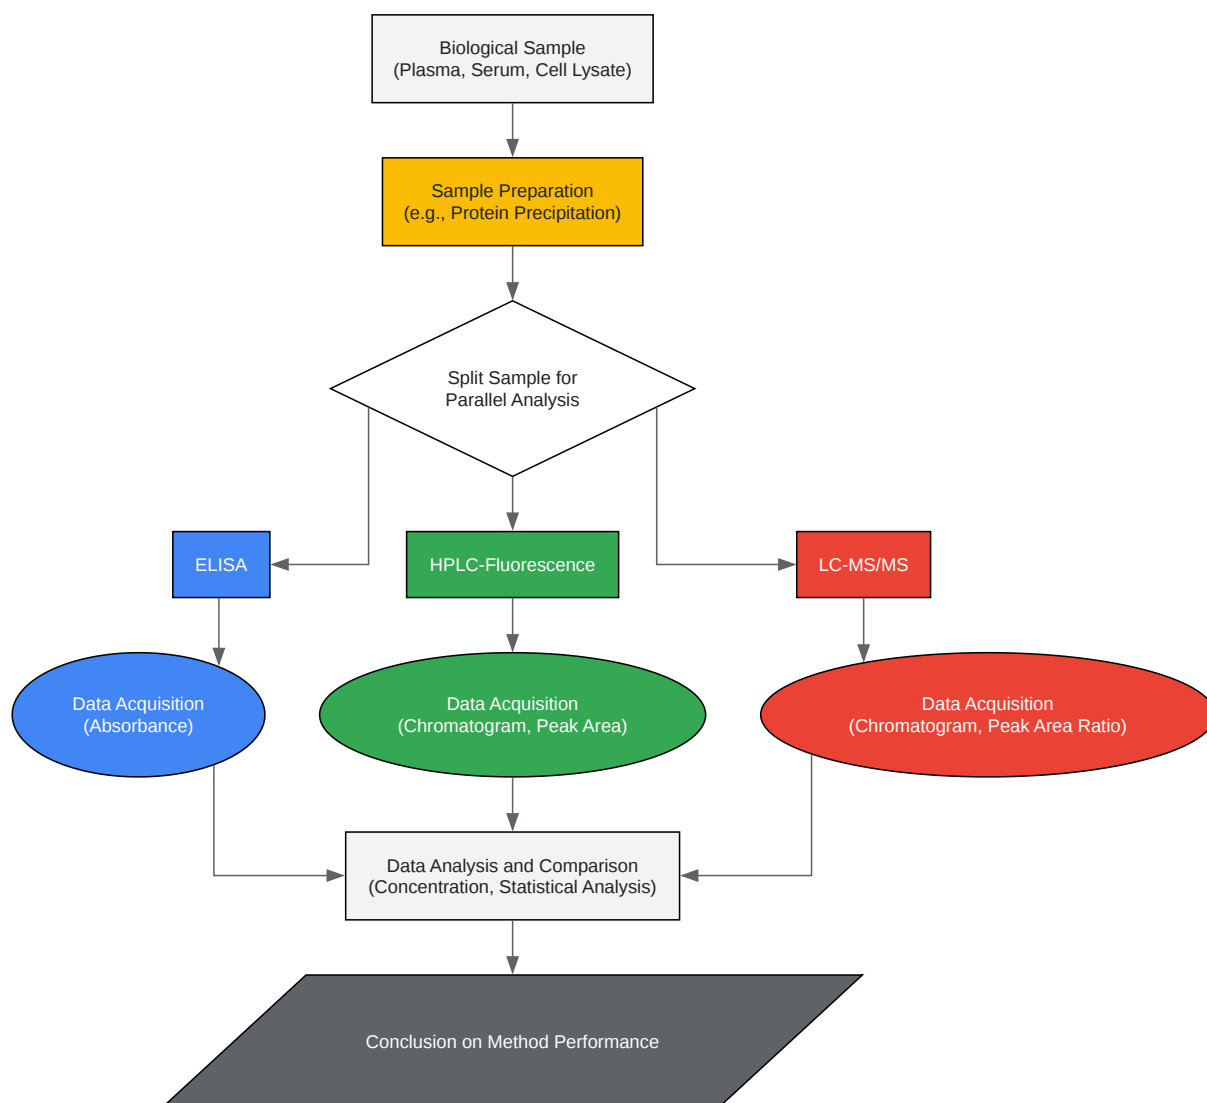 Biological Sample
(Plasma, Serum, Cell Lysate)
Sample Preparation
(e.g., Protein Precipitation)
Split Sample for
Parallel Analysis
ELISA
HPLC-Fluorescence
LC-MS/MS
Data Acquisition
(Absorbance)
Data Acquisition
(Chromatogram, Peak Area)
Data Acquisition
(Chromatogram, Peak Area Ratio)
Data Analysis and Comparison
(Concentration, Statistical Analysis)
Conclusion on Method Performance